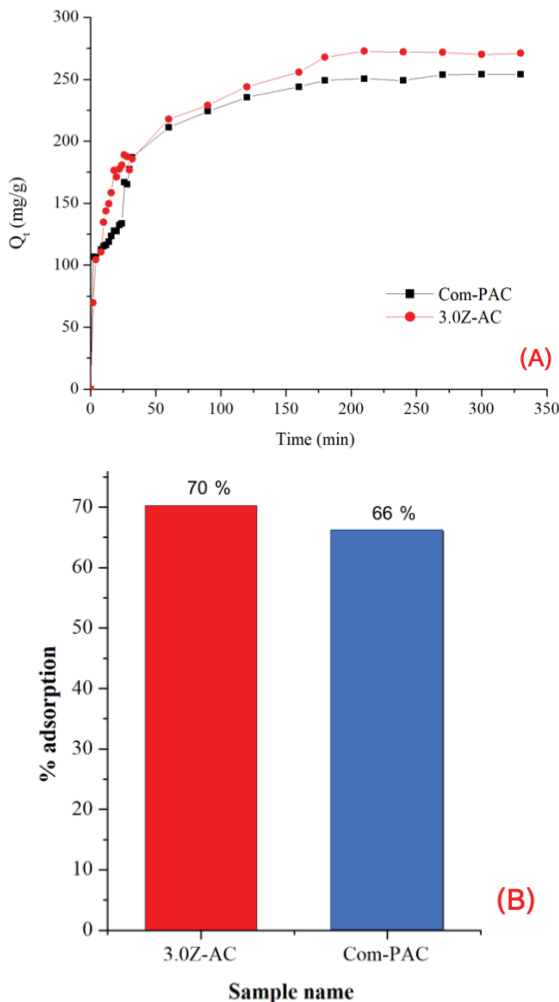 300
250
200
150
100
50
0
Qt (mg/g)
Com-PAC
3.0Z-AC
(A)
0 50 100 150 200 250 300 350
Time (min)
70 %
66 %
70
60
50
40
30
20
10
0
% adsorption
(B)
3.0Z-AC Com-PAC
Sample name